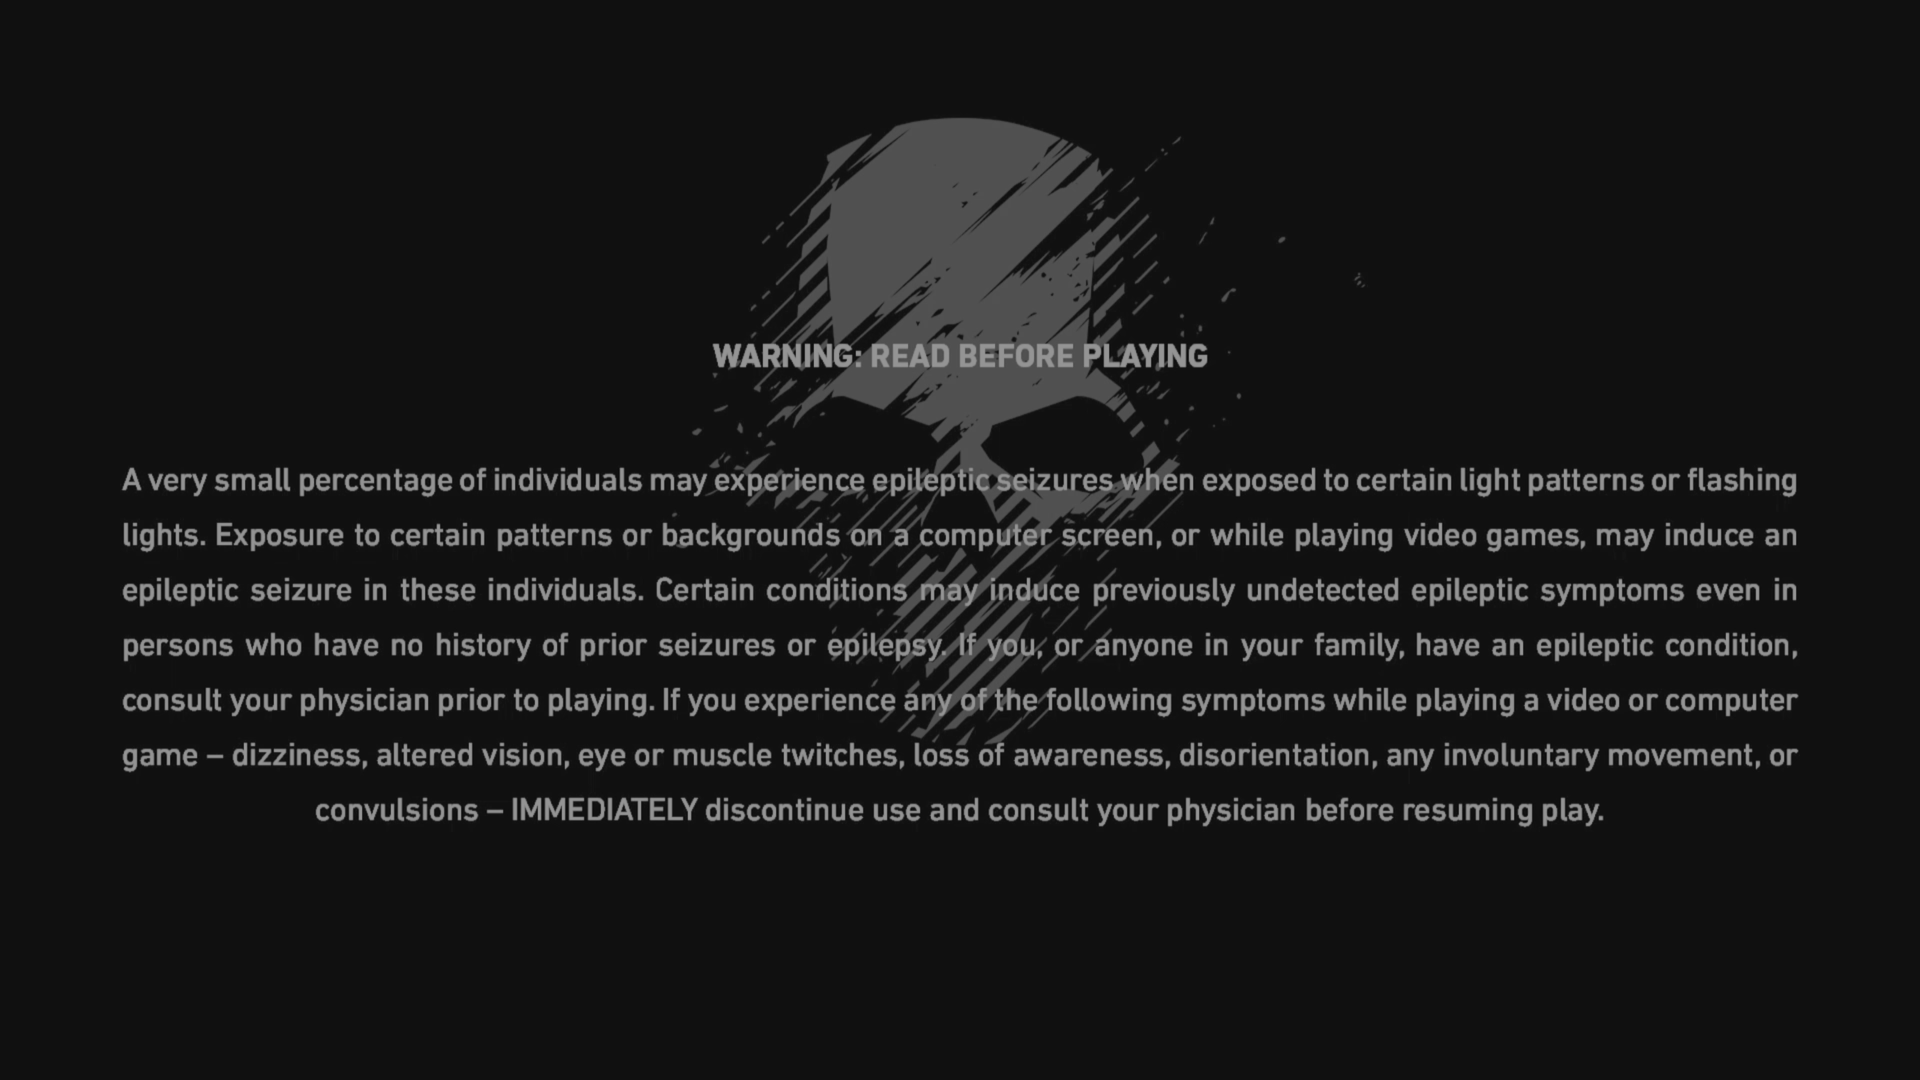 WARNING: READ BEFORE PLAYING
A very small percentage of individuals may experience epileptic seizures when exposed to certain light patterns or flashing
lights. Exposure to certain patterns or backgrounds on a computer screen, or while playing video games, may induce an
epileptic seizure in these individuals. Certain conditions may induce previously undetected epileptic symptoms even in
persons who have no history of prior seizures or epilepsy. If you, or anyone in your family, have an epileptic condition,
consult your physician prior to playing. If you experience any of the following symptoms while playing a video or computer
game – dizziness, altered vision, eye or muscle twitches, loss of awareness, disorientation, any involuntary movement, or
convulsions – IMMEDIATELY discontinue use and consult your physician before resuming play.